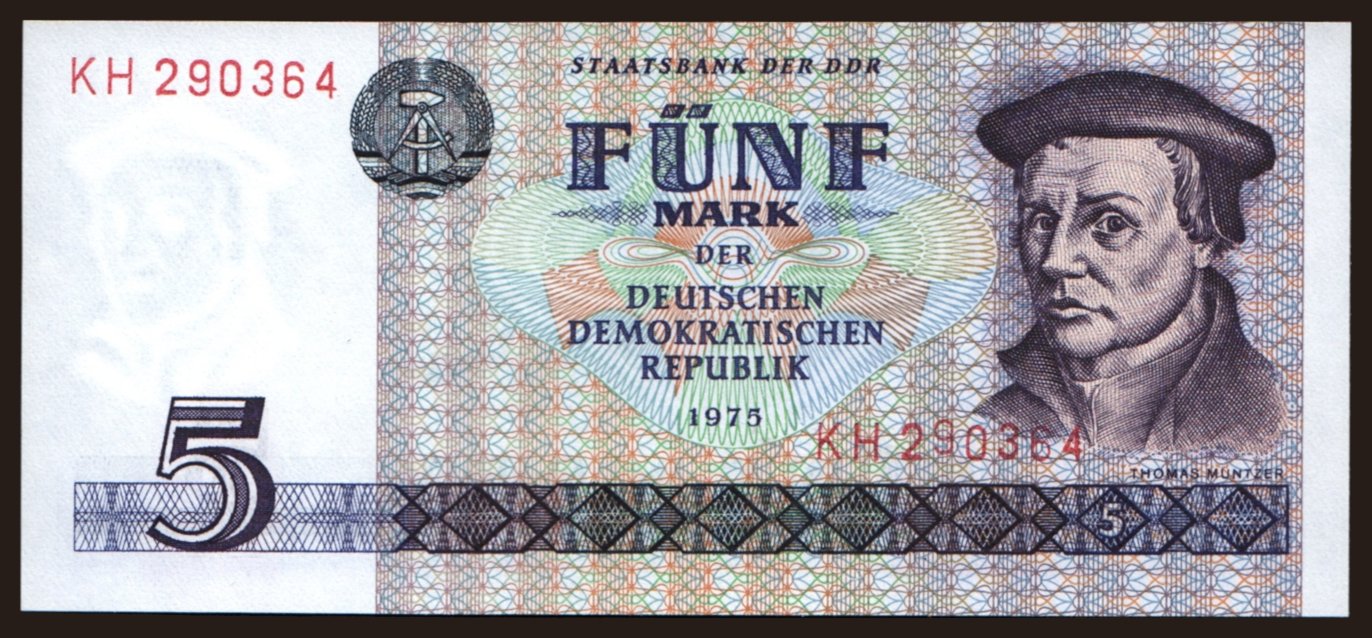 KH 290364
STAATSBANK DER DDR
FÜNF
MARK
DER
DEUTSCHEN
DEMOKRATISCHEN
REPUBLIK
1975
KH 290364
THOMAS MÜNTZER
5
5